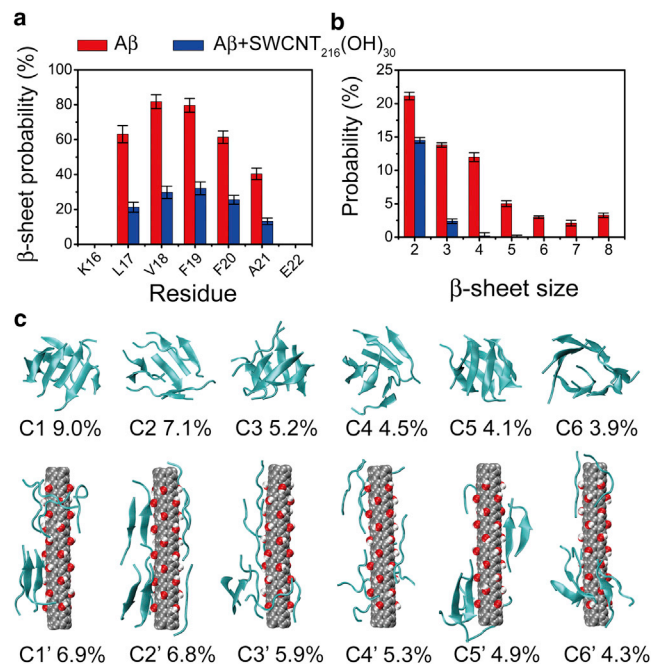 a
b
Aβ
Aβ+SWCNT216(OH)30
β-sheet probability (%)
100
80
60
40
20
0
K16 L17 V18 F19 F20 A21 E22
Residue
Probability (%)
25
20
15
10
5
0
2 3 4 5 6 7 8
β-sheet size
c
C1 9.0% C2 7.1% C3 5.2% C4 4.5% C5 4.1% C6 3.9%
C1' 6.9% C2' 6.8% C3' 5.9% C4' 5.3% C5' 4.9% C6' 4.3%